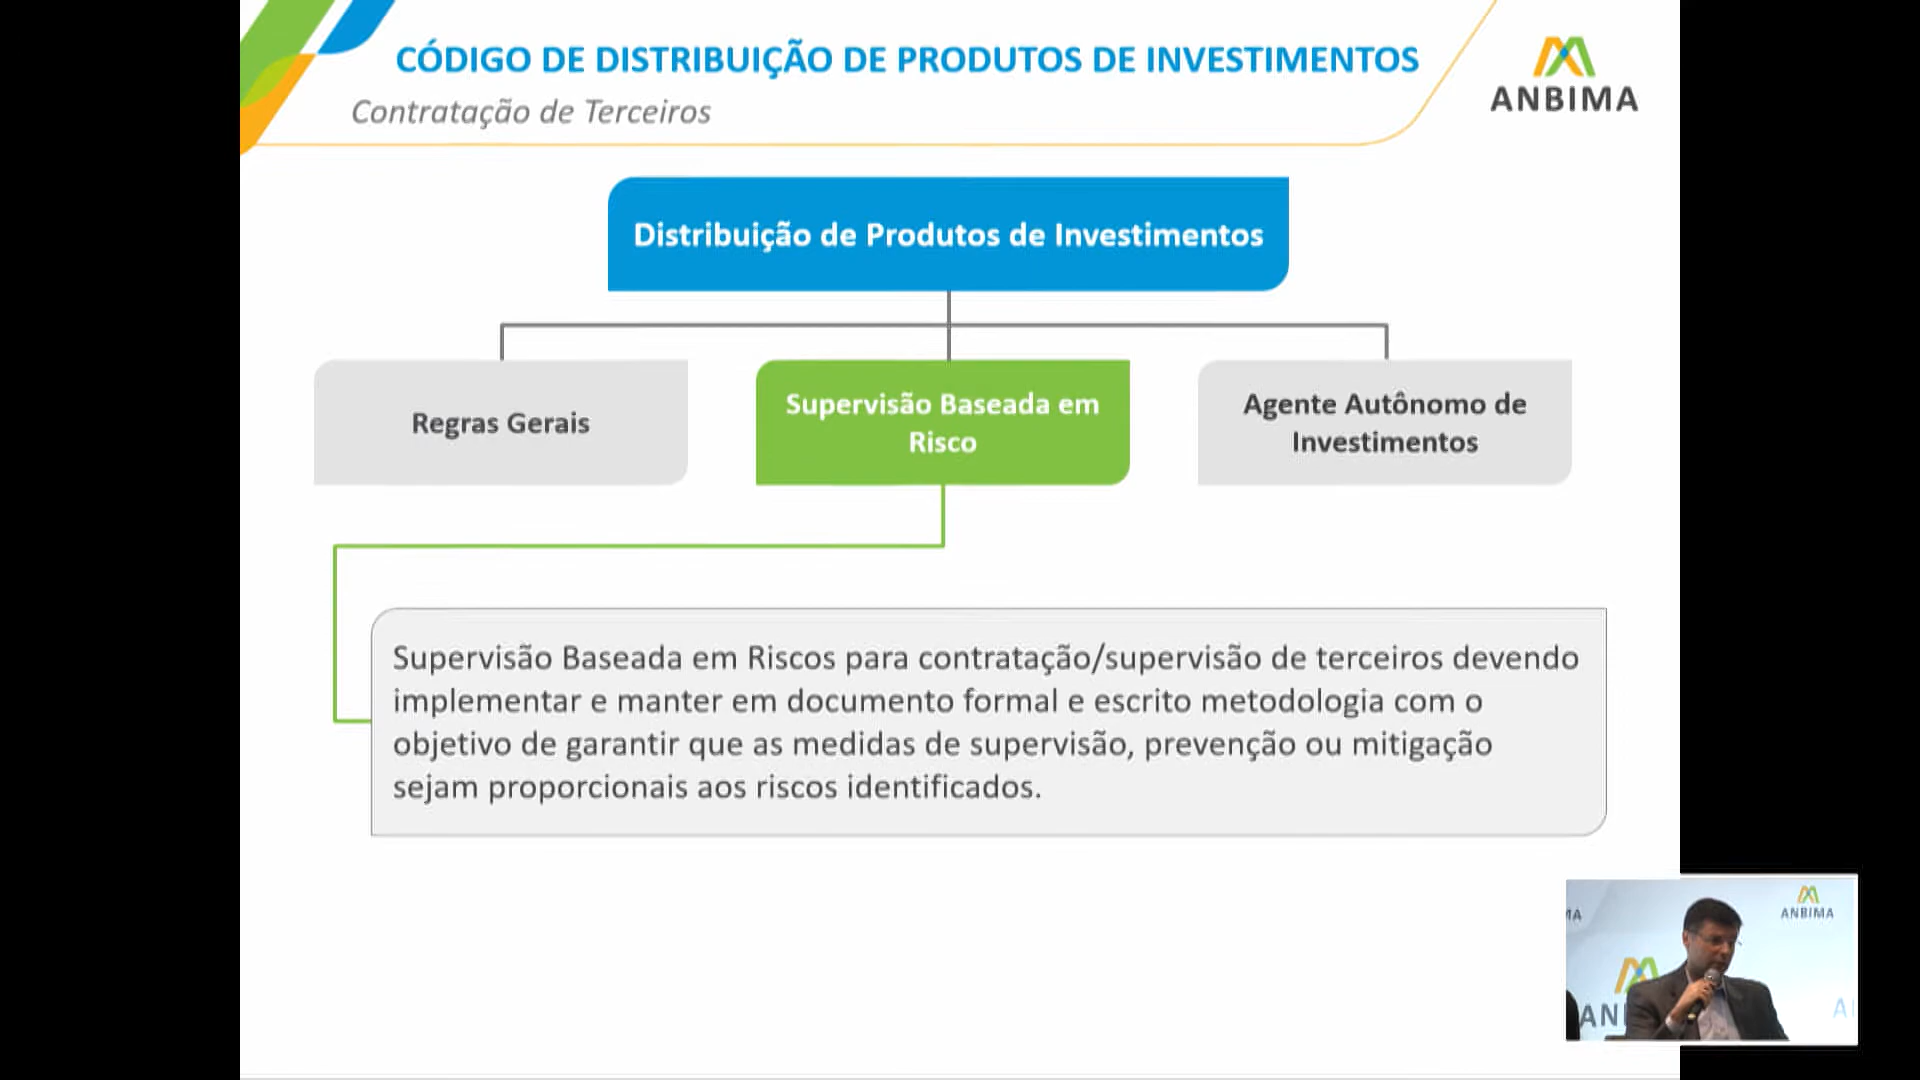 CÓDIGO DE DISTRIBUIÇÃO DE PRODUTOS DE INVESTIMENTOS
Contratação de Terceiros
ANBIMA
Distribuição de Produtos de Investimentos
Regras Gerais
Supervisão Baseada em
Risco
Agente Autônomo de
Investimentos
Supervisão Baseada em Riscos para contratação/supervisão de terceiros devendo
implementar e manter em documento formal e escrito metodologia com o
objetivo de garantir que as medidas de supervisão, prevenção ou mitigação
sejam proporcionais aos riscos identificados.
MA
ANBIMA
ANB
A